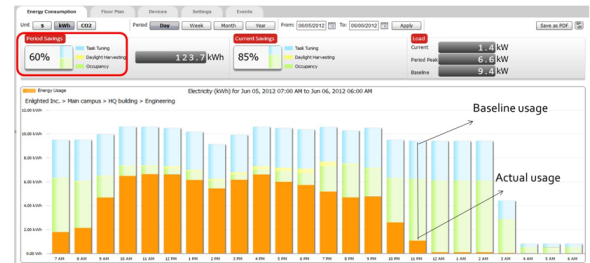 Energy Consumption Floor Plan Devices Settings Events
Unit $ kWh CO2 Period Day Week Month Year From: 06/05/2012 To: 06/06/2012 Apply Save as PDF
Period Savings
60%
Task Tuning
Daylight Harvesting
Occupancy
123.7 kWh
Current Savings
85%
Task Tuning
Daylight Harvesting
Occupancy
Load
Current 1.4 kW
Period Peak 6.6 kW
Baseline 9.4 kW
Energy Usage
Electricity (kWh) for Jun 05, 2012 07:00 AM to Jun 06, 2012 06:00 AM
Enlighted Inc. > Main campus > HQ building > Engineering
Baseline usage
Actual usage
10.00 kWh
8.00 kWh
6.00 kWh
4.00 kWh
2.00 kWh
0.00 kWh
7 AM 8 AM 9 AM 10 AM 11 AM 12 PM 1 PM 2 PM 3 PM 4 PM 5 PM 6 PM 7 PM 8 PM 9 PM 10 PM 11 PM 12 AM 1 AM 2 AM 3 AM 4 AM 5 AM 6 AM